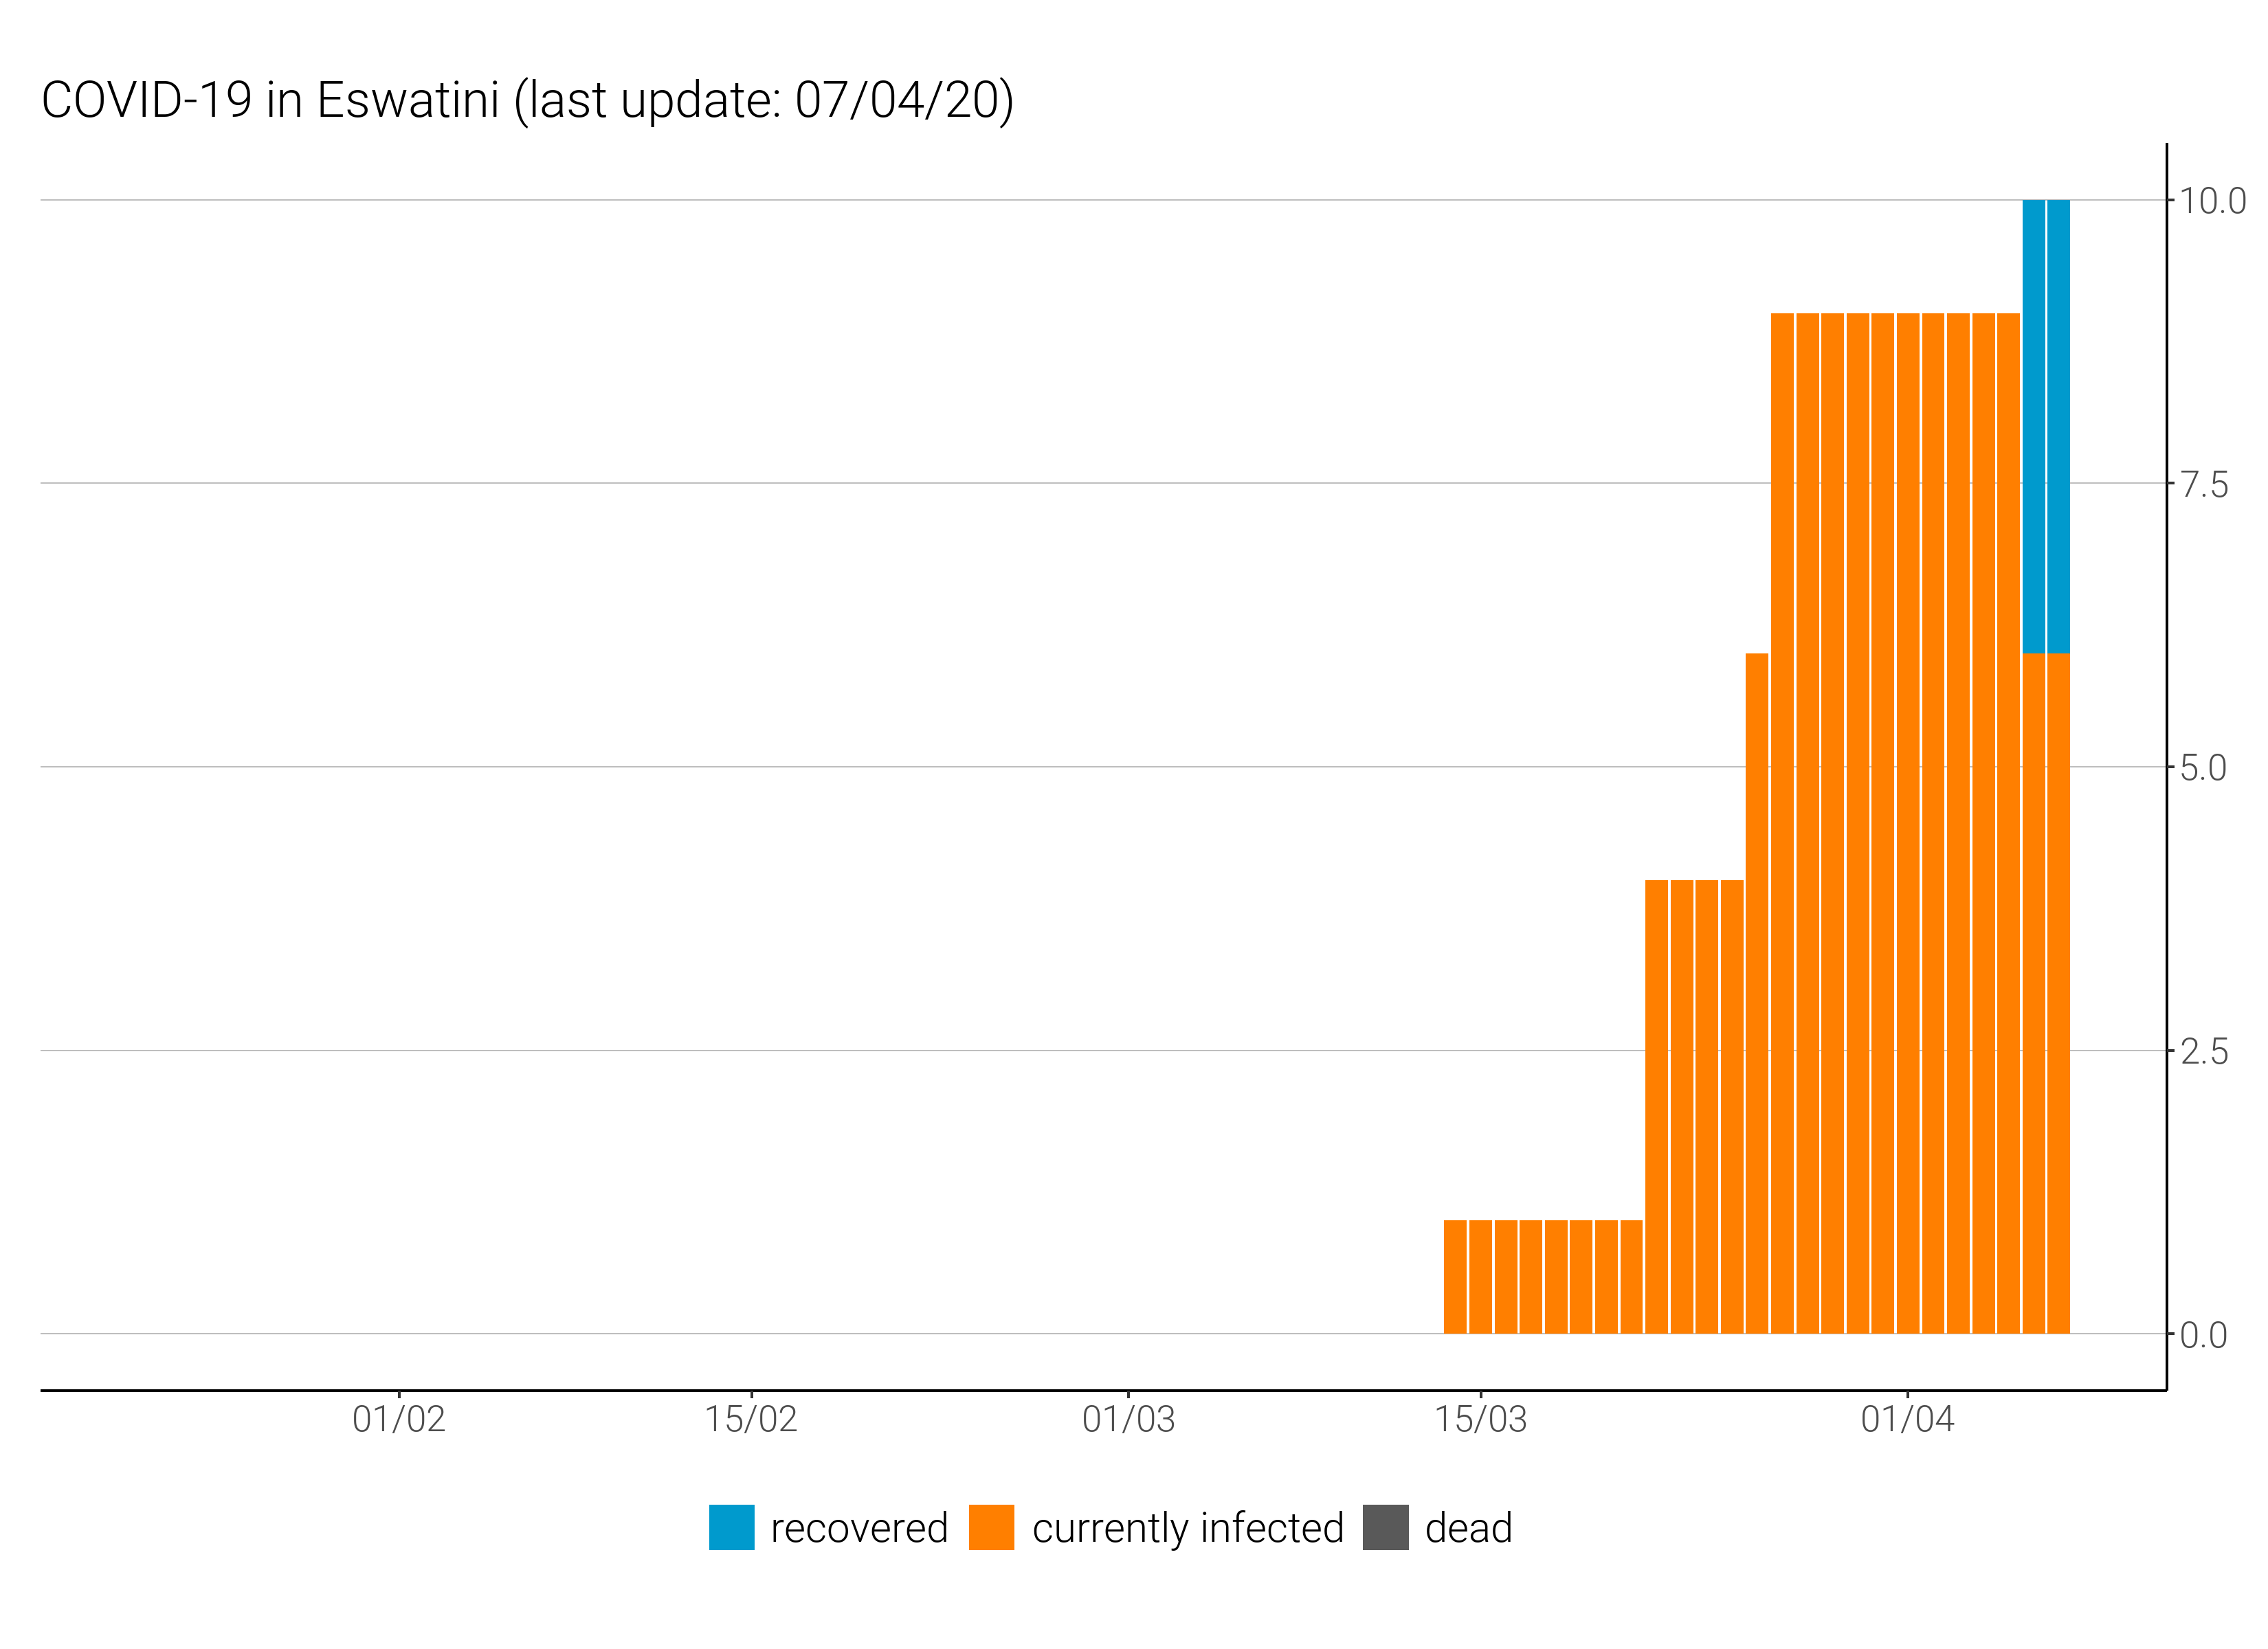 COVID-19 in Eswatini (last update: 07/04/20)
10.0
7.5
5.0
2.5
0.0
01/02 15/02 01/03 15/03 01/04
recovered currently infected dead